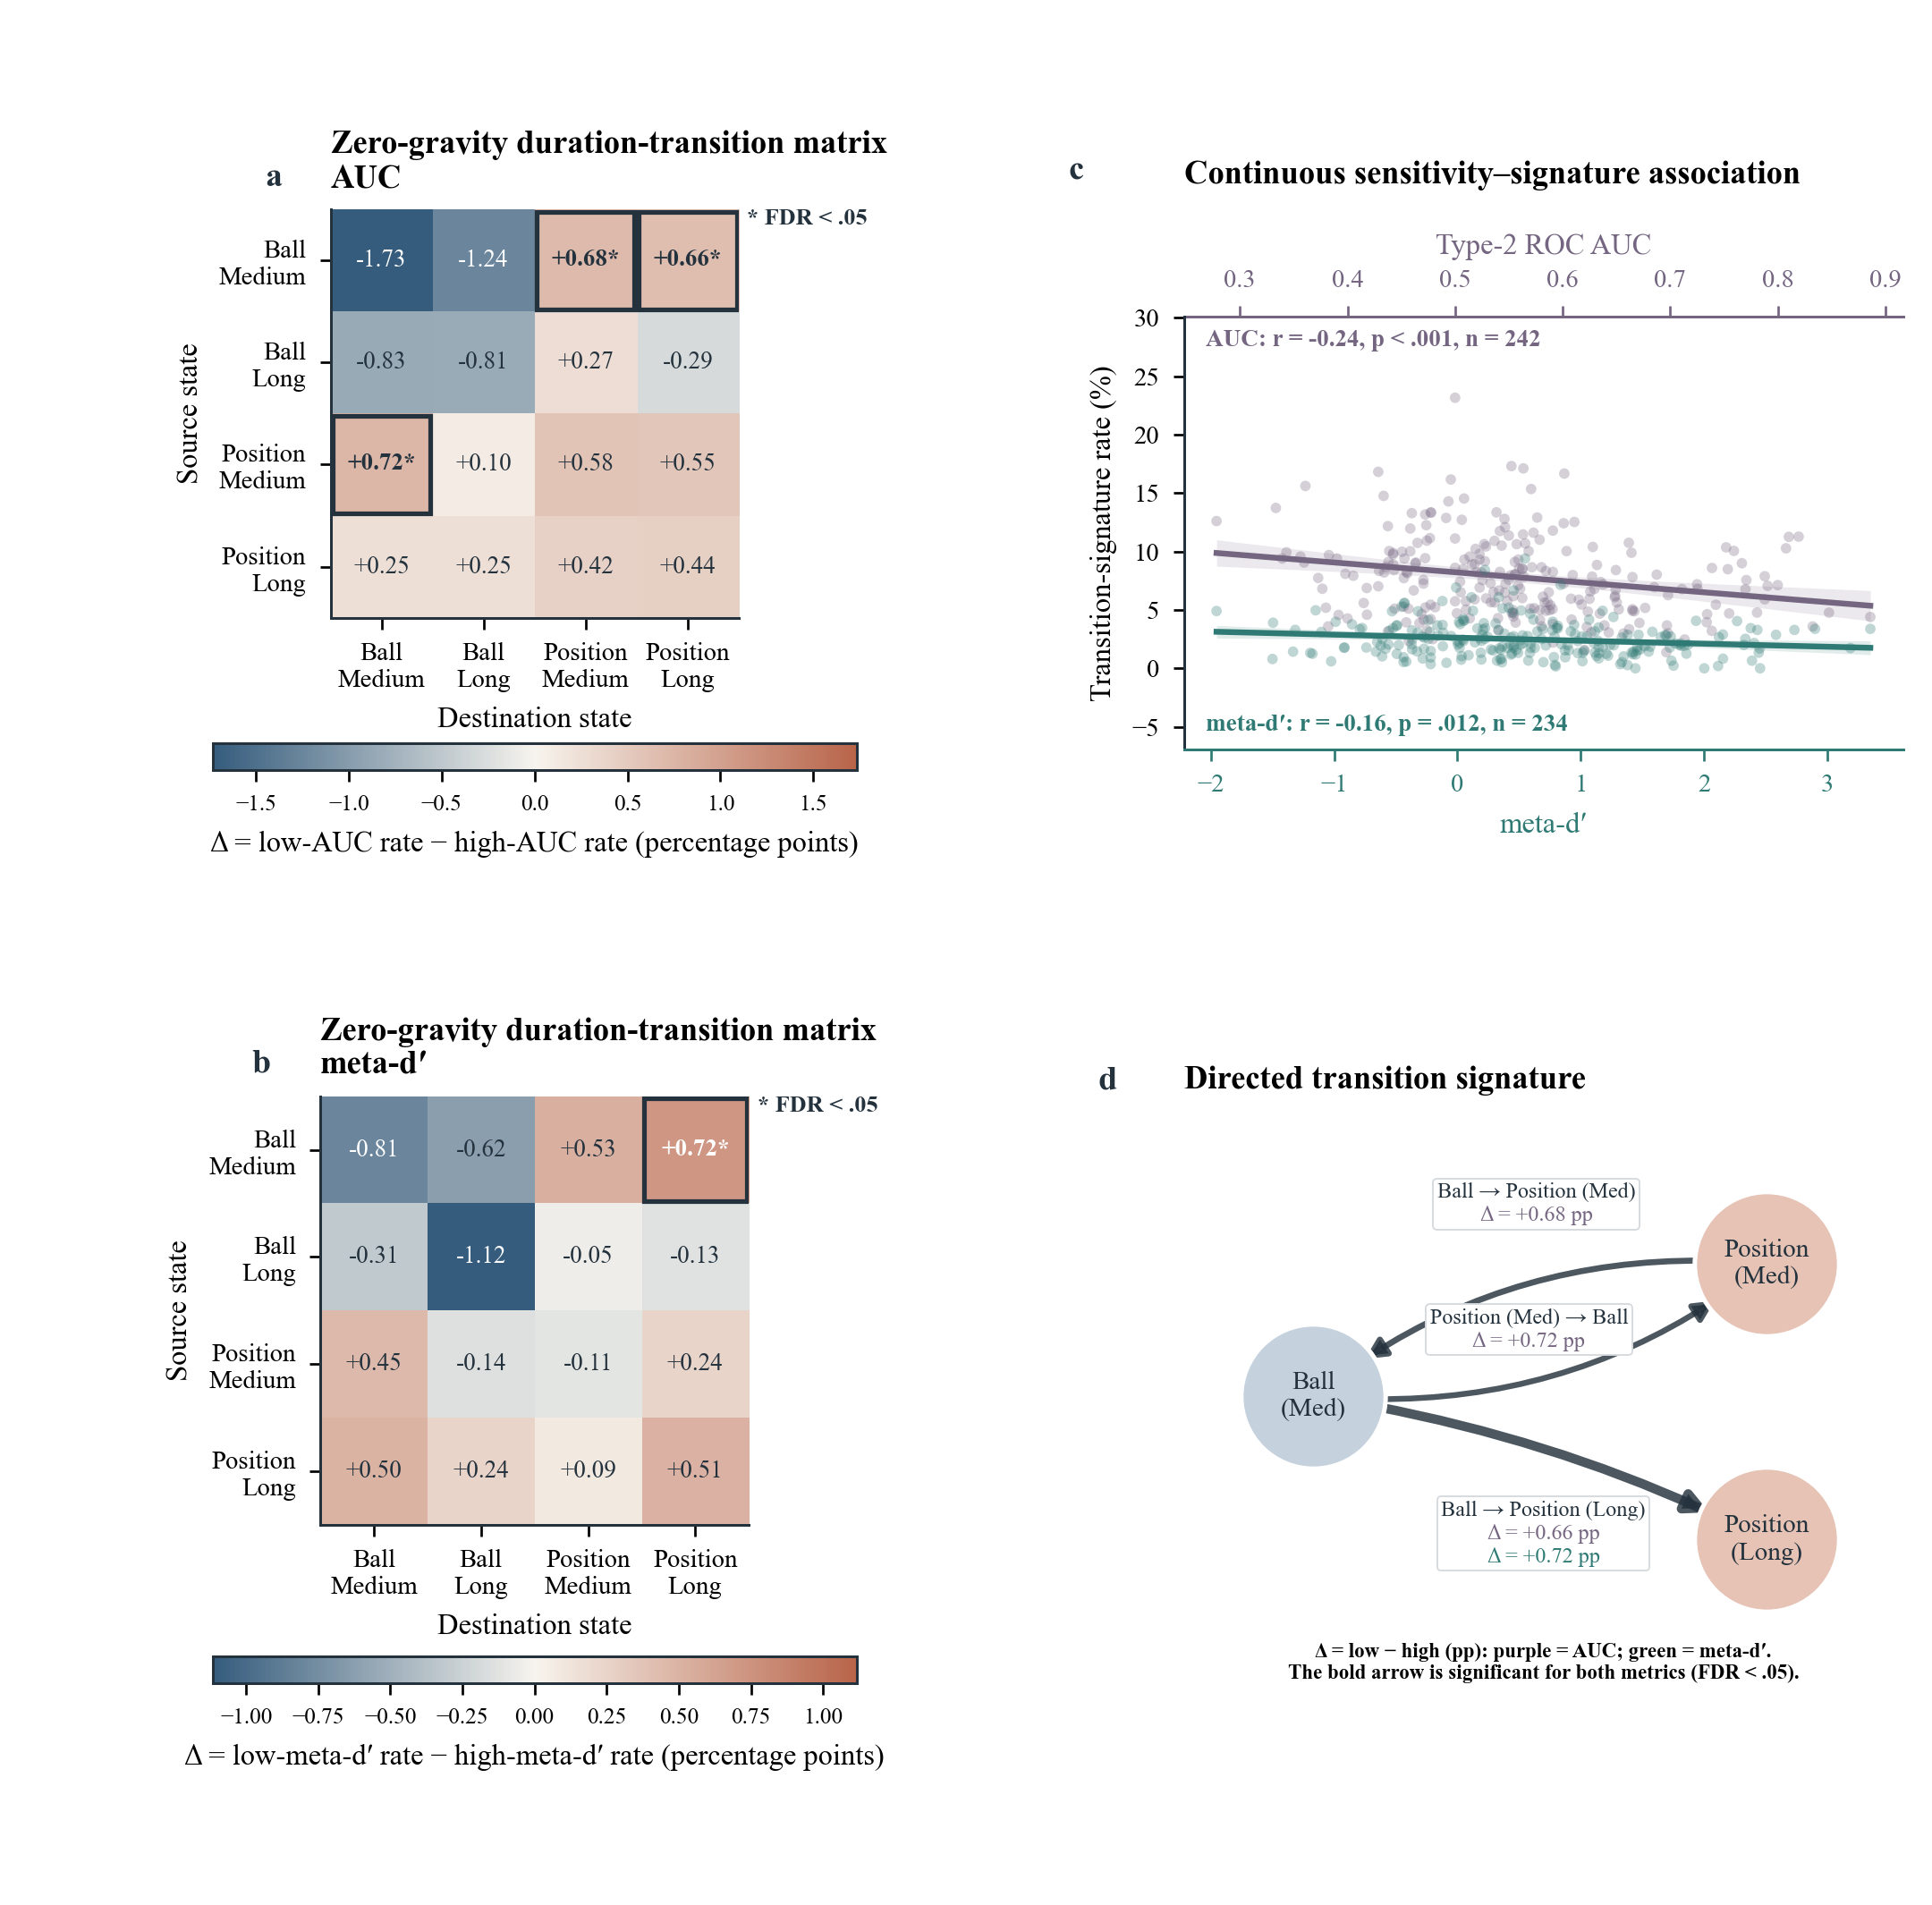 a
Zero-gravity duration-transition matrix
AUC
* FDR < .05
Source state
Ball
Medium
-1.73 -1.24 +0.68* +0.66*
Ball
Long
-0.83 -0.81 +0.27 -0.29
Position
Medium
+0.72* +0.10 +0.58 +0.55
Position
Long
+0.25 +0.25 +0.42 +0.44
Ball Ball Position Position
Medium Long Medium Long
Destination state
−1.5 −1.0 −0.5 0.0 0.5 1.0 1.5
Δ = low-AUC rate − high-AUC rate (percentage points)
b
Zero-gravity duration-transition matrix
meta-d′
* FDR < .05
Source state
Ball
Medium
-0.81 -0.62 +0.53 +0.72*
Ball
Long
-0.31 -1.12 -0.05 -0.13
Position
Medium
+0.45 -0.14 -0.11 +0.24
Position
Long
+0.50 +0.24 +0.09 +0.51
Ball Ball Position Position
Medium Long Medium Long
Destination state
−1.00 −0.75 −0.50 −0.25 0.00 0.25 0.50 0.75 1.00
Δ = low-meta-d′ rate − high-meta-d′ rate (percentage points)
c
Continuous sensitivity–signature association
Type-2 ROC AUC
0.3 0.4 0.5 0.6 0.7 0.8 0.9
Transition-signature rate (%)
30
25
20
15
10
5
0
−5
AUC: r = -0.24, p < .001, n = 242
meta-d′: r = -0.16, p = .012, n = 234
−2 −1 0 1 2 3
meta-d′
d
Directed transition signature
Ball → Position (Med)
Δ = +0.68 pp
Position
(Med)
Position (Med) → Ball
Δ = +0.72 pp
Ball
(Med)
Ball → Position (Long)
Δ = +0.66 pp
Δ = +0.72 pp
Position
(Long)
Δ = low − high (pp): purple = AUC; green = meta-d′.
The bold arrow is significant for both metrics (FDR < .05).